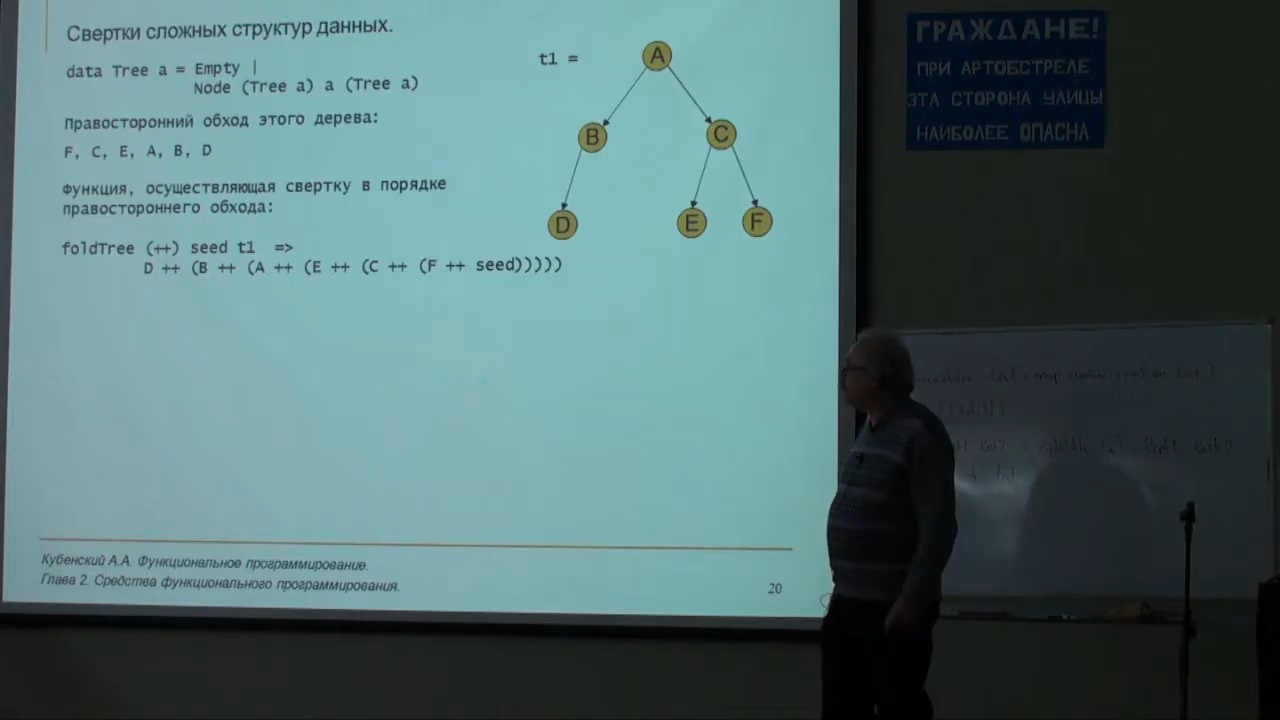 Свертки сложных структур данных.
data Tree a = Empty |
Node (Tree a) a (Tree a)
Правосторонний обход этого дерева:
F, C, E, A, B, D
Функция, осуществляющая свертку в порядке
правостороннего обхода:
foldTree (++) seed t1 =>
D ++ (B ++ (A ++ (E ++ (C ++ (F ++ seed)))))
t1 =
A
B
C
D
E
F
Кубенский А.А. Функциональное программирование.
Глава 2. Средства функционального программирования.
20
ГРАЖДАНЕ!
ПРИ АРТОБСТРЕЛЕ
ЭТА СТОРОНА УЛИЦЫ
НАИБОЛЕЕ ОПАСНА